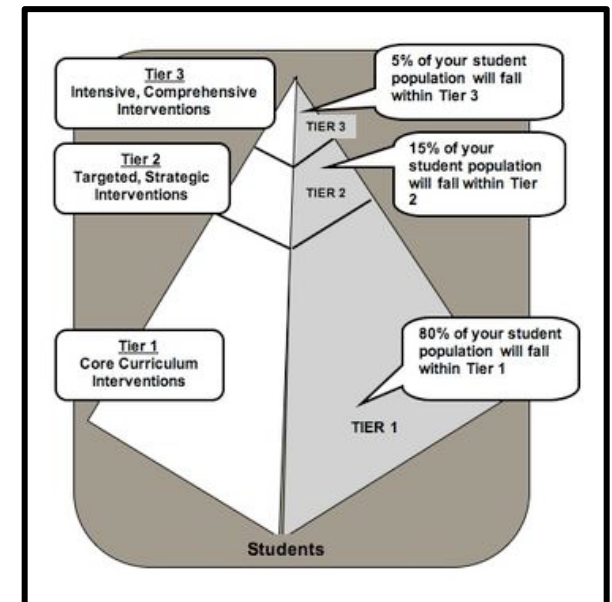 Tier 3
Intensive, Comprehensive
Interventions
5% of your student
population will fall
within Tier 3
TIER 3
Tier 2
Targeted, Strategic
Interventions
15% of your
student population
will fall within Tier
2
TIER 2
Tier 1
Core Curriculum
Interventions
80% of your student
population will fall
within Tier 1
TIER 1
Students